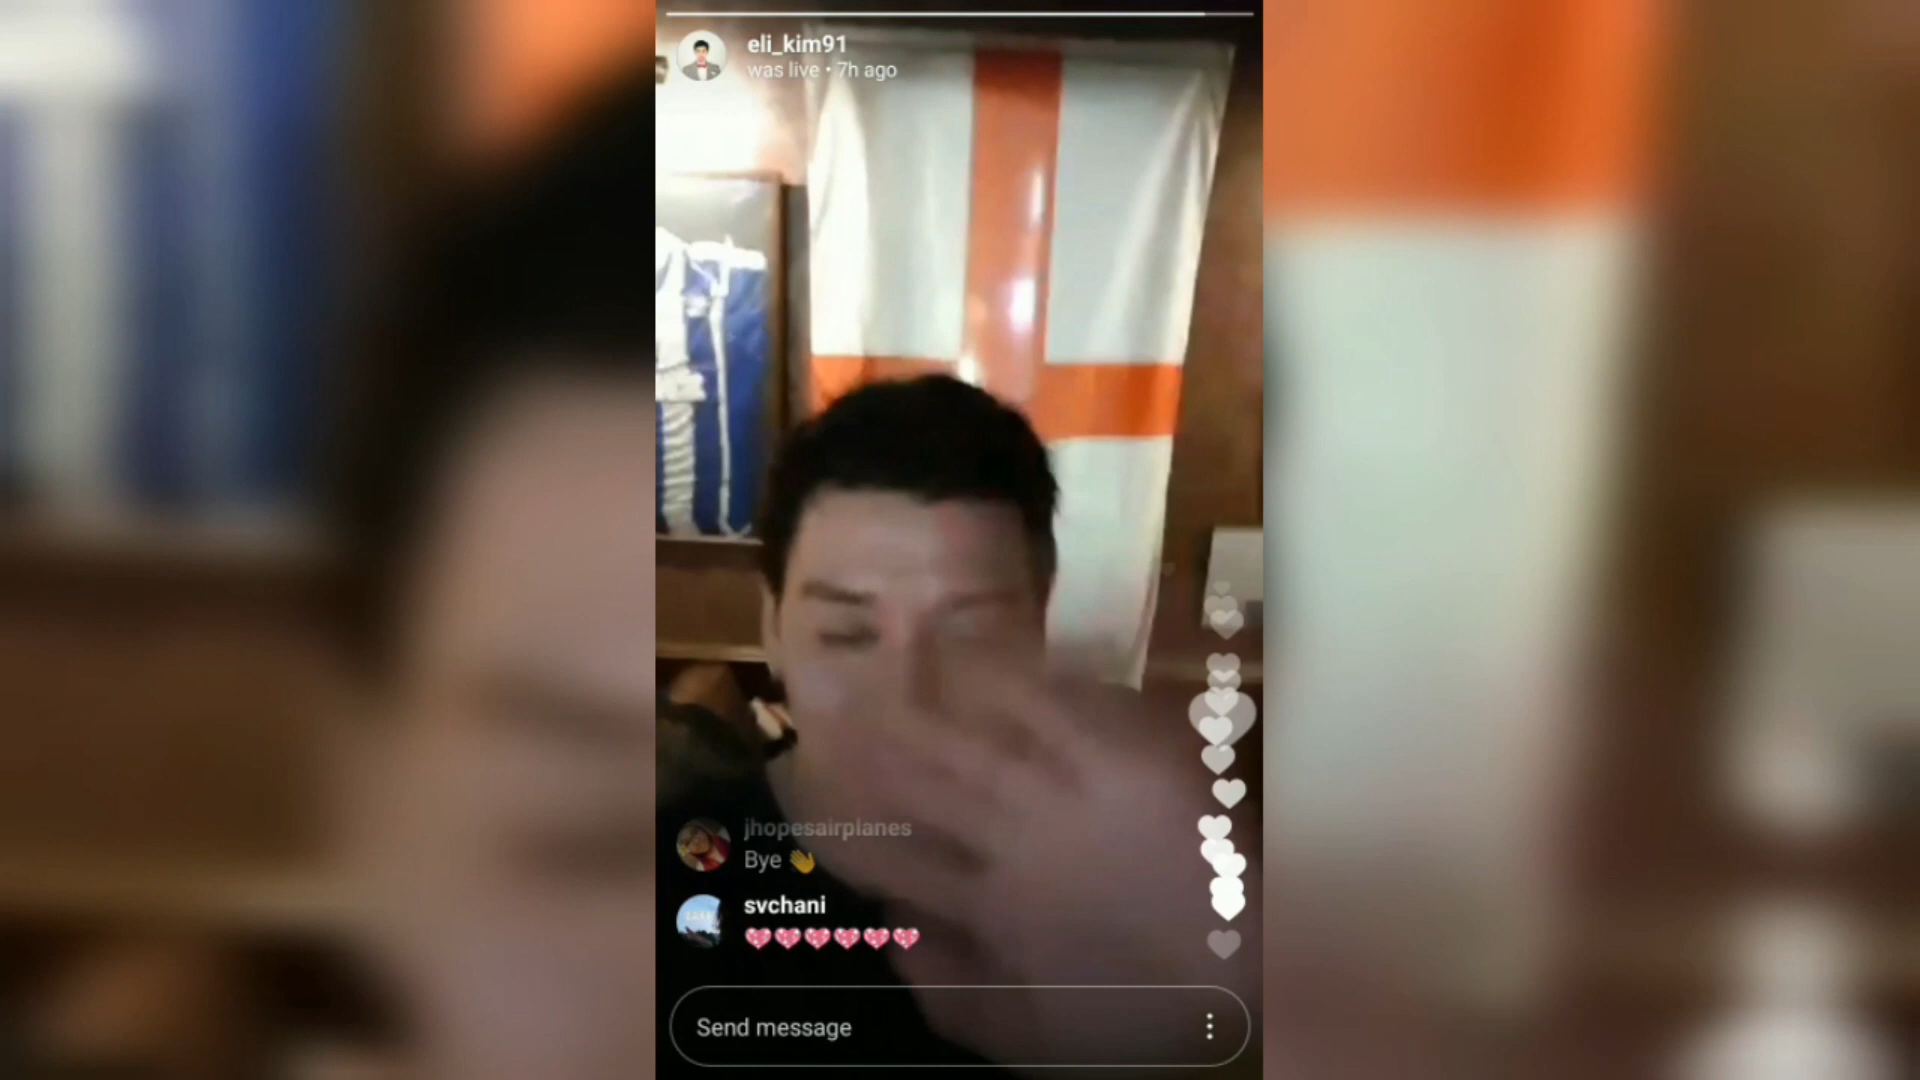 eli_kim91
was live • 7h ago
jhopesairplanes
Bye 👋
svchani
💖💖💖💖💖💖
Send message